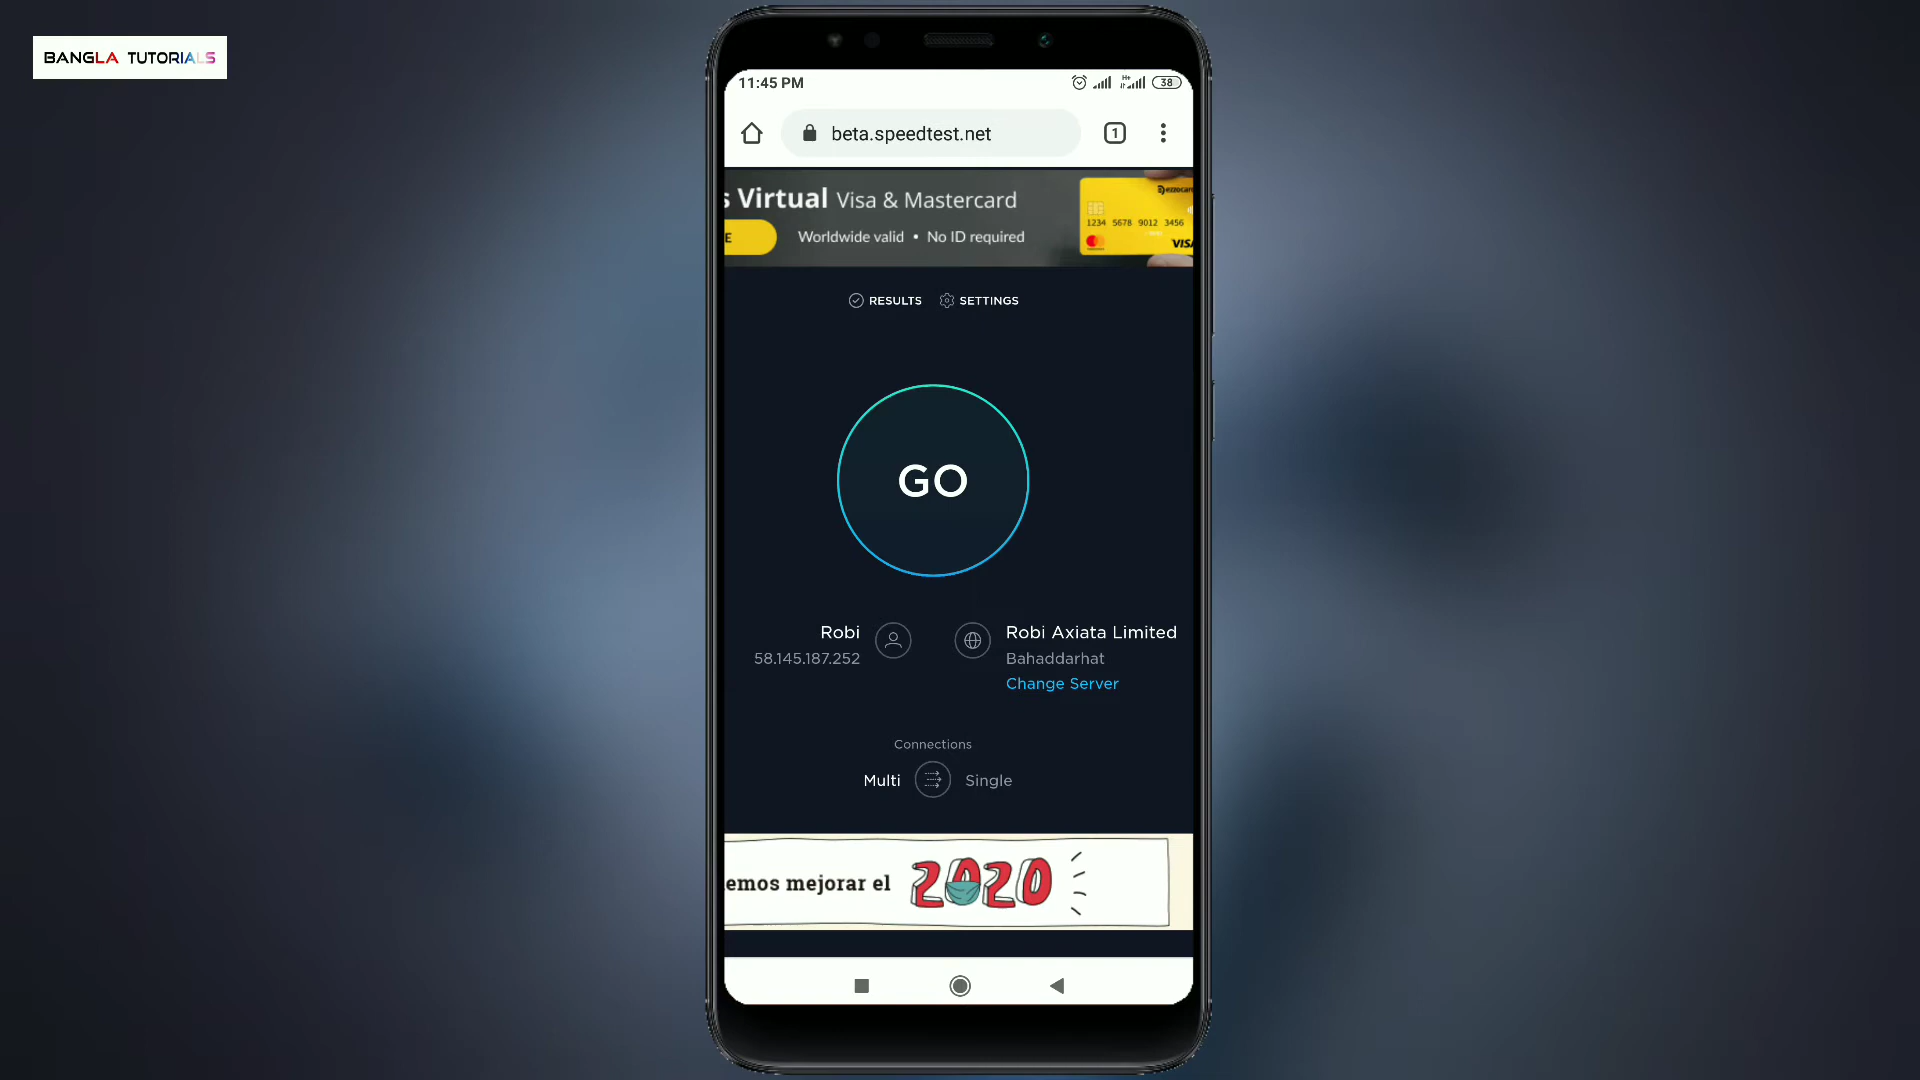 BANGLA TUTORIALS
11:45 PM
H+
38
beta.speedtest.net
1
s Virtual Visa & Mastercard
E
Worldwide valid • No ID required
ezzocard
1234 5678 9012 3456
VISA
RESULTS SETTINGS
GO
Robi
58.145.187.252
Robi Axiata Limited
Bahaddarhat
Change Server
Connections
Multi Single
emos mejorar el 2020